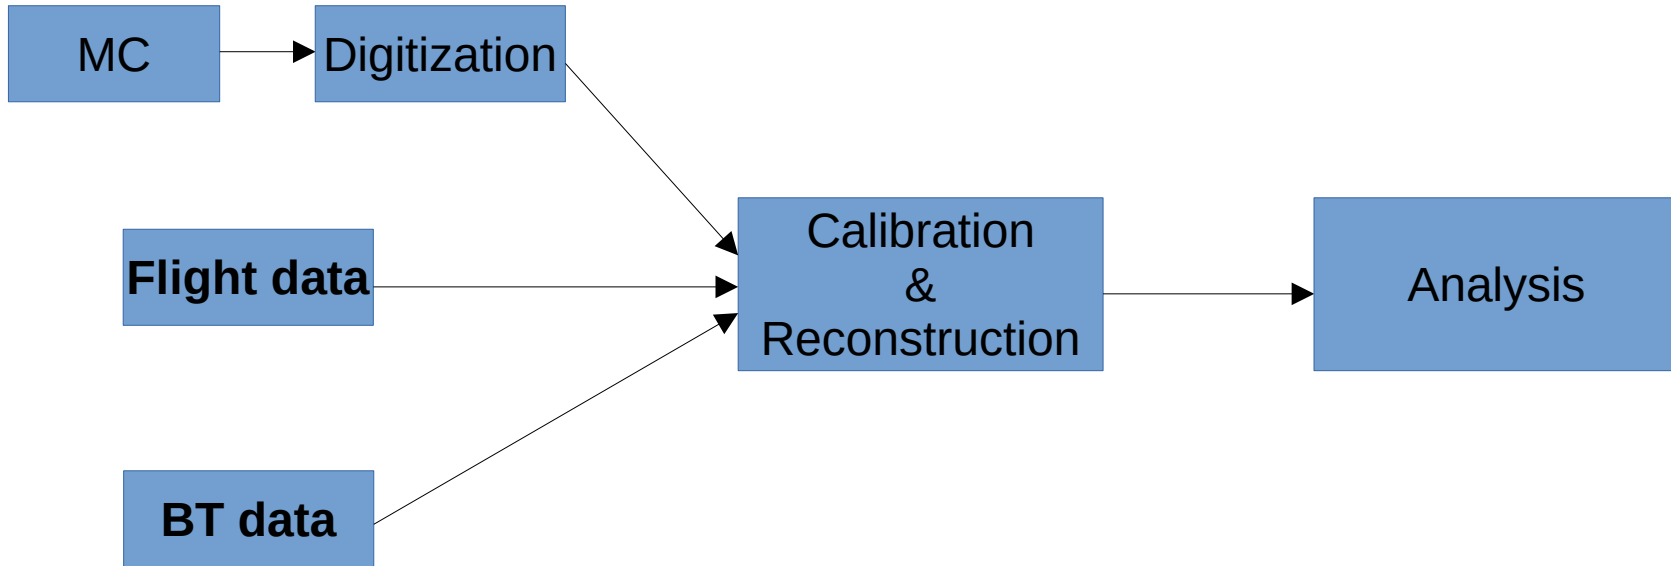 MC
Digitization
Flight data
BT data
Calibration
&
Reconstruction
Analysis